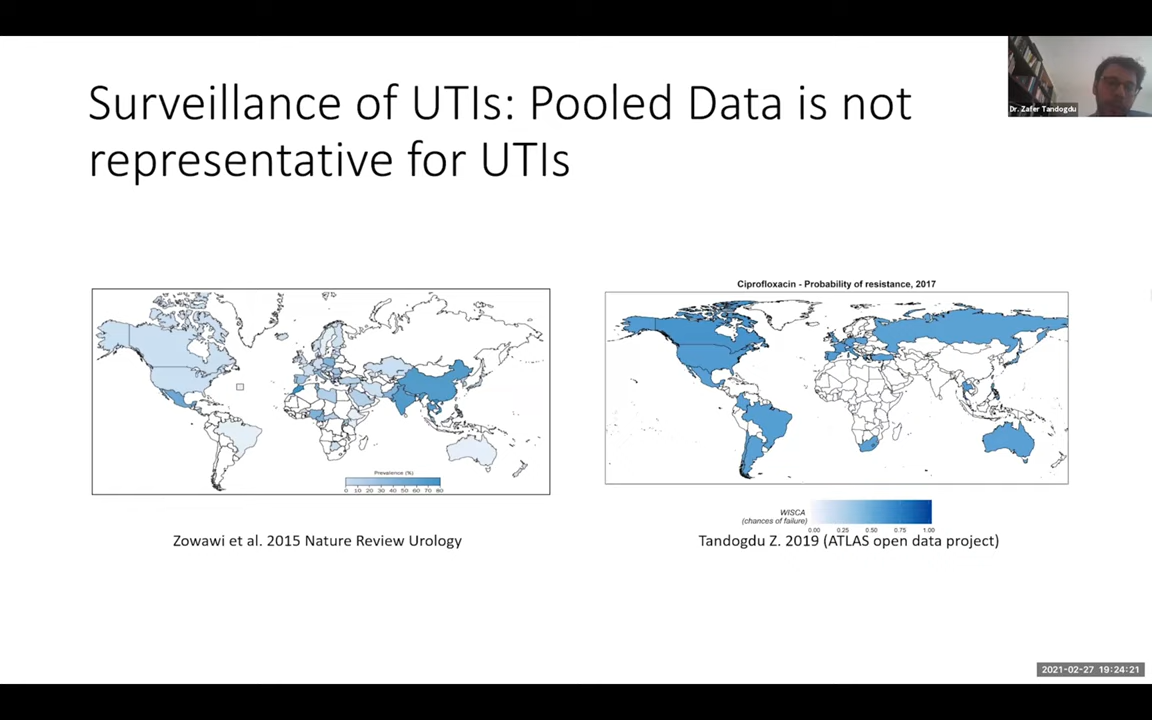 Dr. Zafer Tandogdu
Surveillance of UTIs: Pooled Data is not
representative for UTIs
Prevalence (%)
0 10 20 30 40 50 60 70 80
Zowawi et al. 2015 Nature Review Urology
Ciprofloxacin - Probability of resistance, 2017
WISCA
(chances of failure)
0.00 0.25 0.50 0.75 1.00
Tandogdu Z. 2019 (ATLAS open data project)
2021-02-27 19:24:21